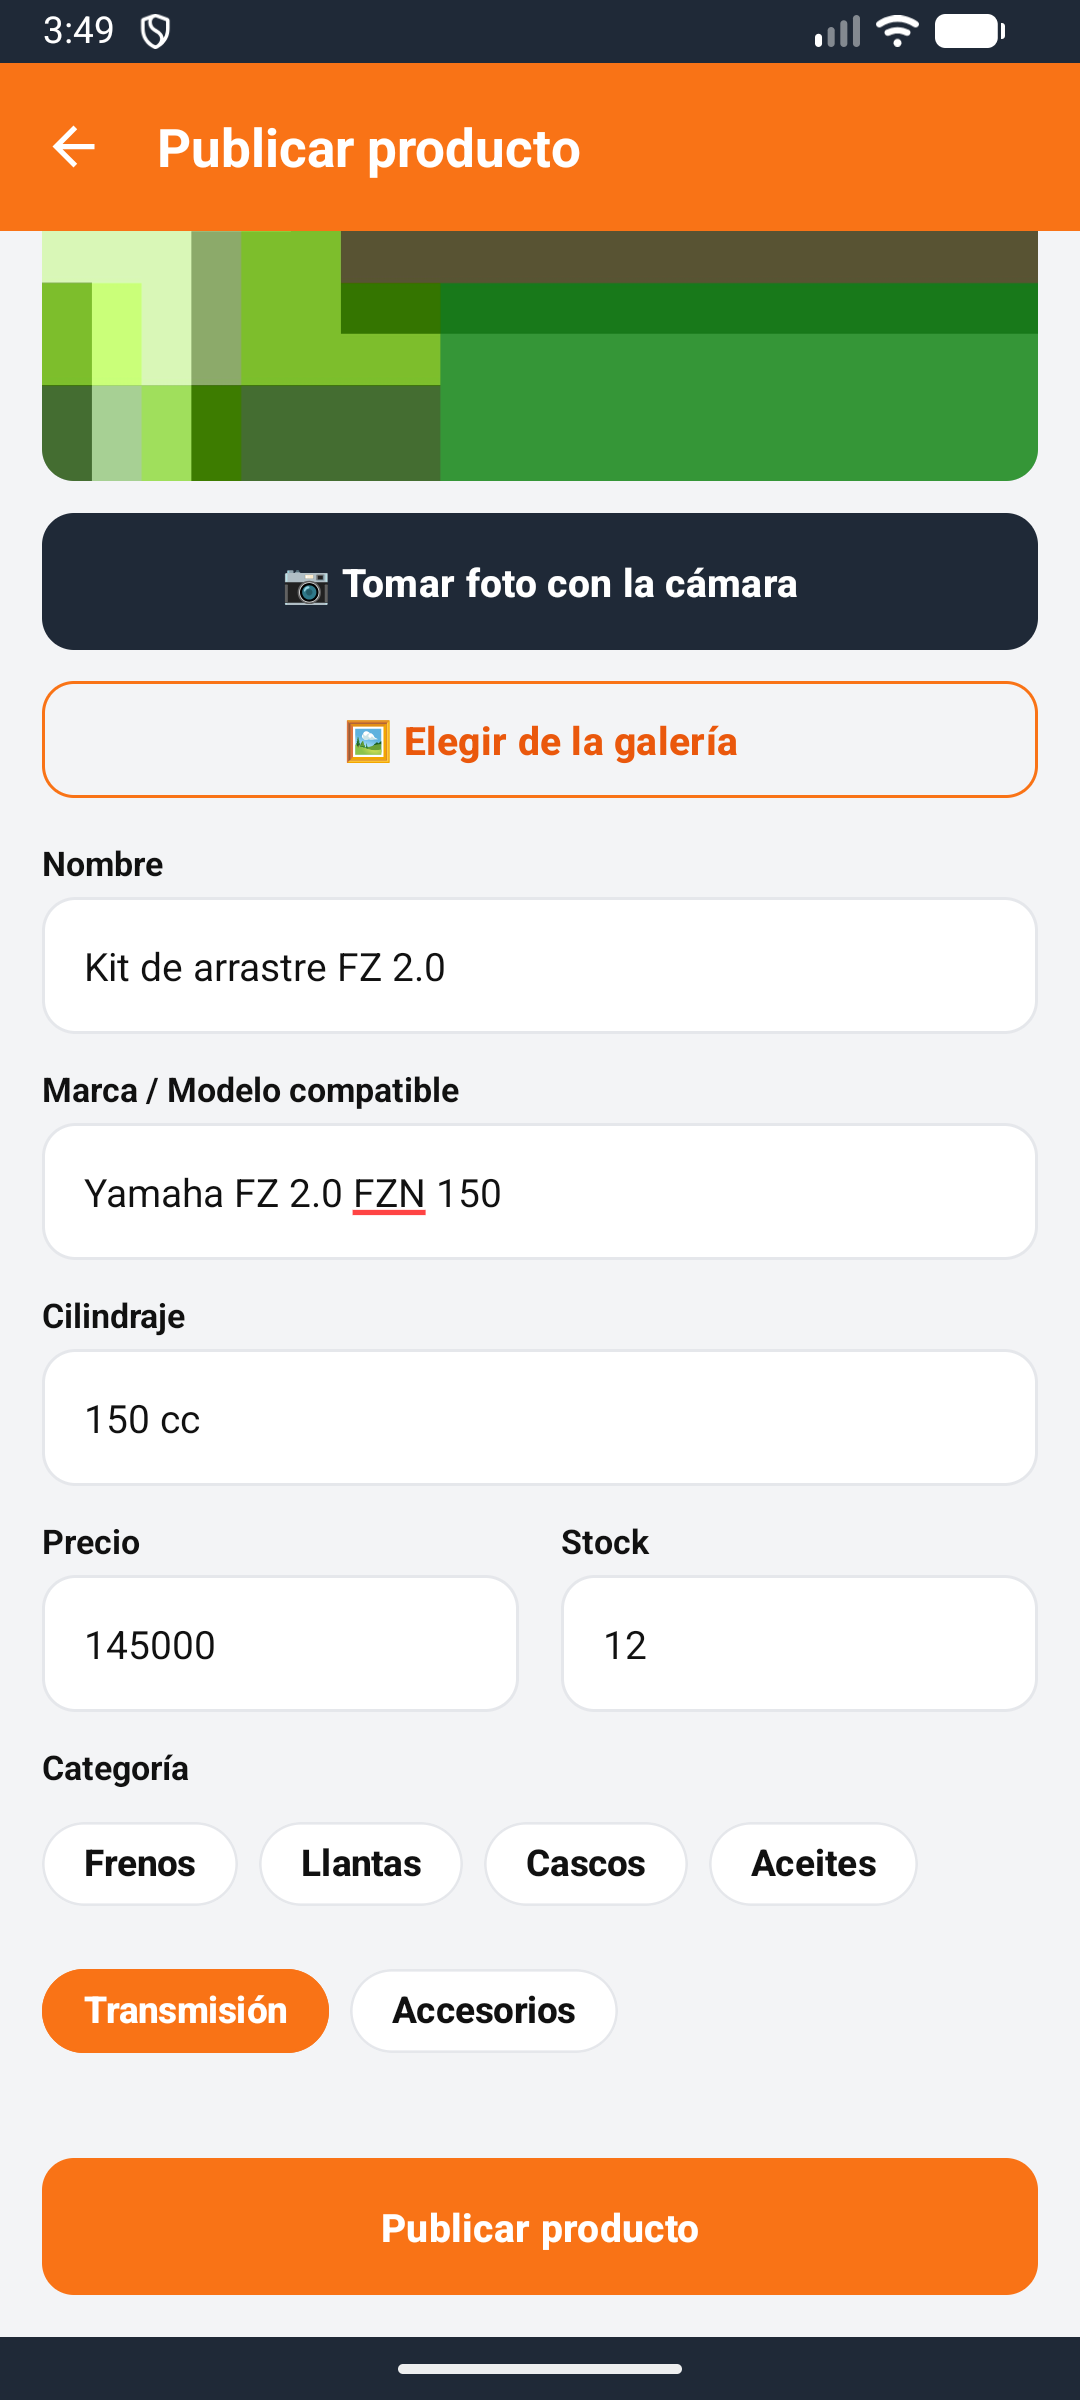 3:49
Publicar producto
📷 Tomar foto con la cámara
🖼️ Elegir de la galería
Nombre
Kit de arrastre FZ 2.0
Marca / Modelo compatible
Yamaha FZ 2.0 FZN 150
Cilindraje
150 cc
Precio Stock
145000 12
Categoría
Frenos Llantas Cascos Aceites
Transmisión Accesorios
Publicar producto